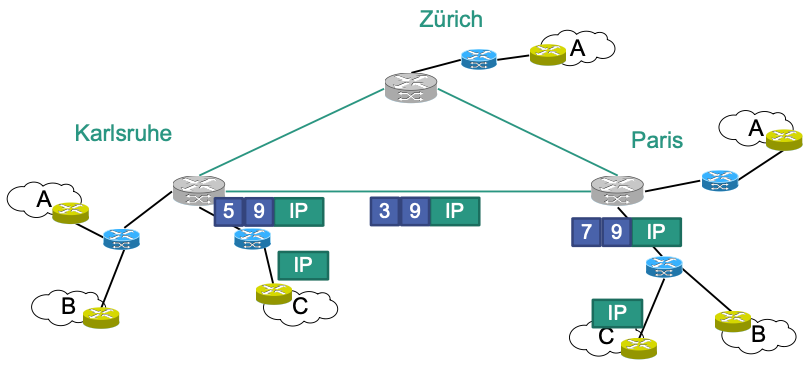 Zürich
A
Karlsruhe
Paris
A
A
5 9 IP
3 9 IP
7 9 IP
IP
B
C
IP
C
B